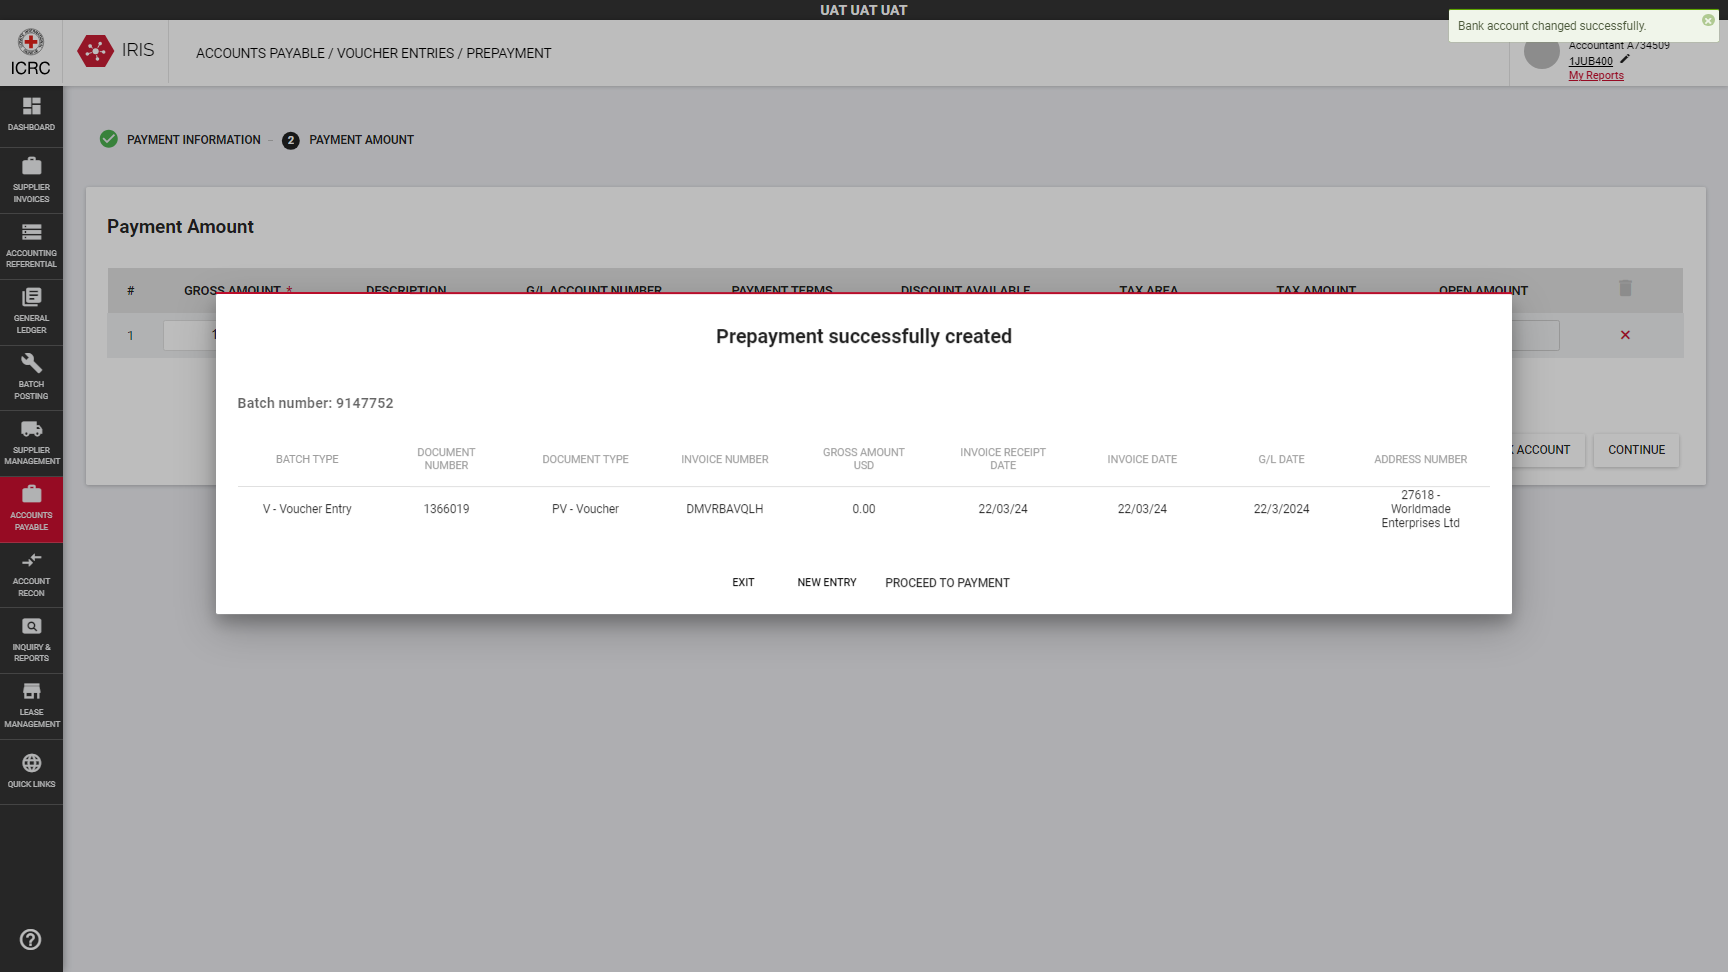 UAT UAT UAT
Bank account changed successfully.
ICRC
IRIS
ACCOUNTS PAYABLE / VOUCHER ENTRIES / PREPAYMENT
Accountant A734509
1JUB400
My Reports
DASHBOARD
SUPPLIER
INVOICES
ACCOUNTING
REFERENTIAL
GENERAL
LEDGER
BATCH
POSTING
SUPPLIER
MANAGEMENT
ACCOUNTS
PAYABLE
ACCOUNT
RECON
INQUIRY &
REPORTS
LEASE
MANAGEMENT
QUICK LINKS
PAYMENT INFORMATION – 2 PAYMENT AMOUNT
Payment Amount
# GROSS AMOUNT * DESCRIPTION G/L ACCOUNT NUMBER PAYMENT TERMS DISCOUNT AVAILABLE TAX AREA TAX AMOUNT OPEN AMOUNT
1 1
Prepayment successfully created
Batch number: 9147752
BATCH TYPE DOCUMENT NUMBER DOCUMENT TYPE INVOICE NUMBER GROSS AMOUNT USD INVOICE RECEIPT DATE INVOICE DATE G/L DATE ADDRESS NUMBER
V - Voucher Entry 1366019 PV - Voucher DMVRBAVQLH 0.00 22/03/24 22/03/24 22/3/2024 27618 - Worldmade Enterprises Ltd
EXIT NEW ENTRY PROCEED TO PAYMENT
ACCOUNT CONTINUE